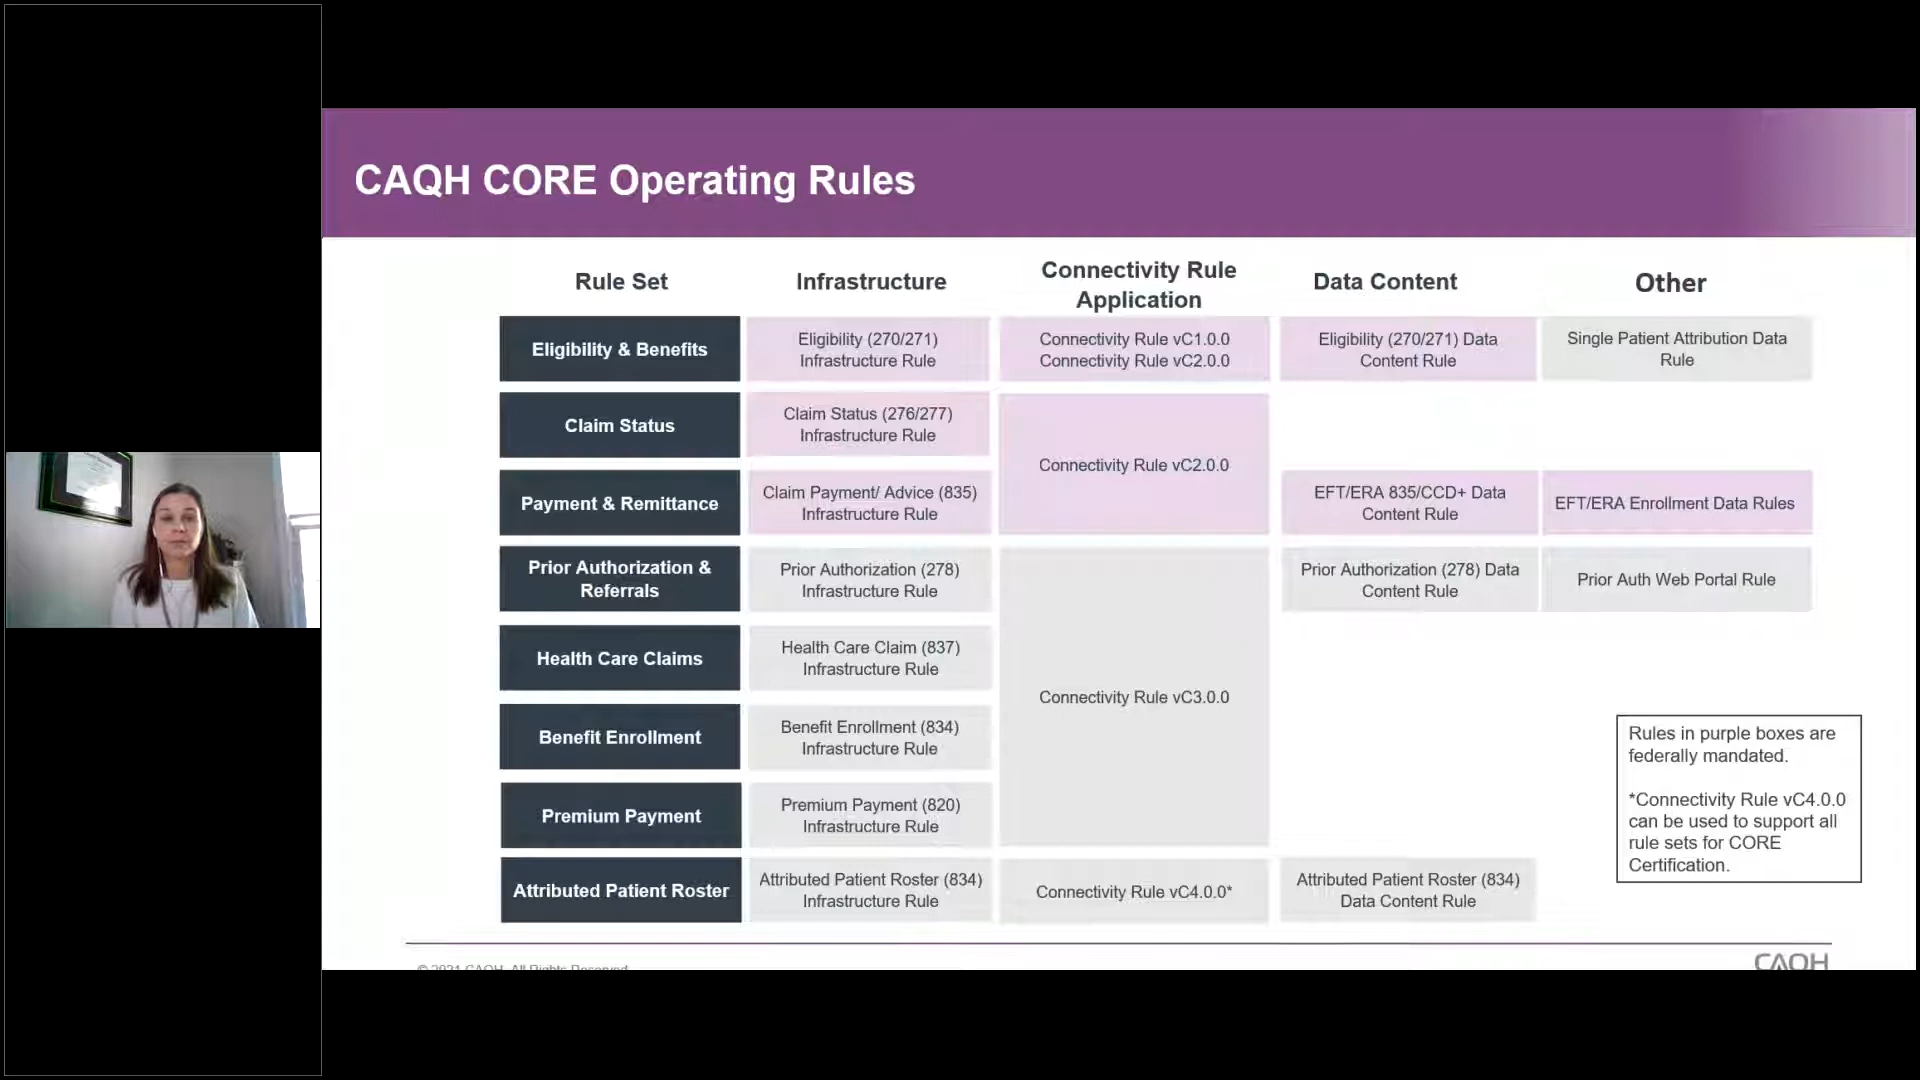 CAQH CORE Operating Rules
Rule Set
Infrastructure
Connectivity Rule
Application
Data Content
Other
Eligibility & Benefits
Eligibility (270/271)
Infrastructure Rule
Connectivity Rule vC1.0.0
Connectivity Rule vC2.0.0
Eligibility (270/271) Data
Content Rule
Single Patient Attribution Data
Rule
Claim Status
Claim Status (276/277)
Infrastructure Rule
Connectivity Rule vC2.0.0
Payment & Remittance
Claim Payment/ Advice (835)
Infrastructure Rule
EFT/ERA 835/CCD+ Data
Content Rule
EFT/ERA Enrollment Data Rules
Prior Authorization &
Referrals
Prior Authorization (278)
Infrastructure Rule
Prior Authorization (278) Data
Content Rule
Prior Auth Web Portal Rule
Health Care Claims
Health Care Claim (837)
Infrastructure Rule
Connectivity Rule vC3.0.0
Benefit Enrollment
Benefit Enrollment (834)
Infrastructure Rule
Premium Payment
Premium Payment (820)
Infrastructure Rule
Attributed Patient Roster
Attributed Patient Roster (834)
Infrastructure Rule
Connectivity Rule vC4.0.0*
Attributed Patient Roster (834)
Data Content Rule
Rules in purple boxes are
federally mandated.
*Connectivity Rule vC4.0.0
can be used to support all
rule sets for CORE
Certification.
© 2021 CAQH, All Rights Reserved.
CAQH